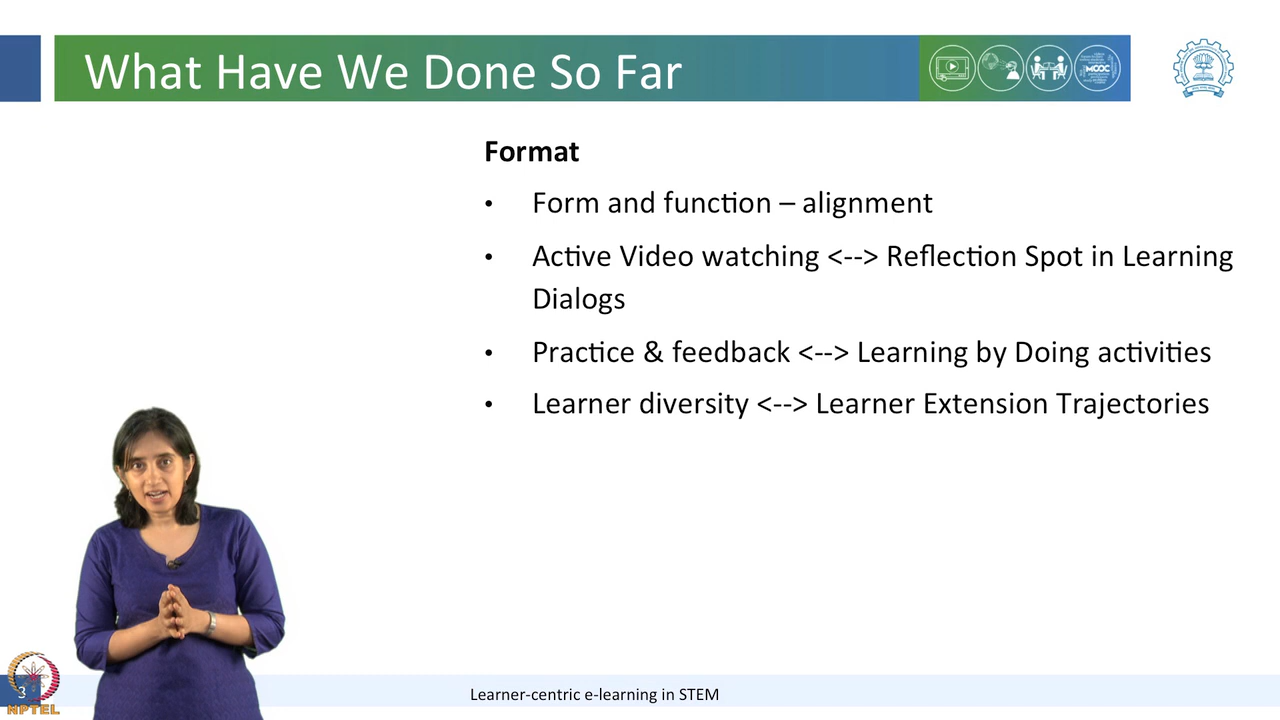 What Have We Done So Far
MOOC
Format
• Form and function – alignment
• Active Video watching <--> Reflection Spot in Learning
Dialogs
• Practice & feedback <--> Learning by Doing activities
• Learner diversity <--> Learner Extension Trajectories
3
NPTEL
Learner-centric e-learning in STEM